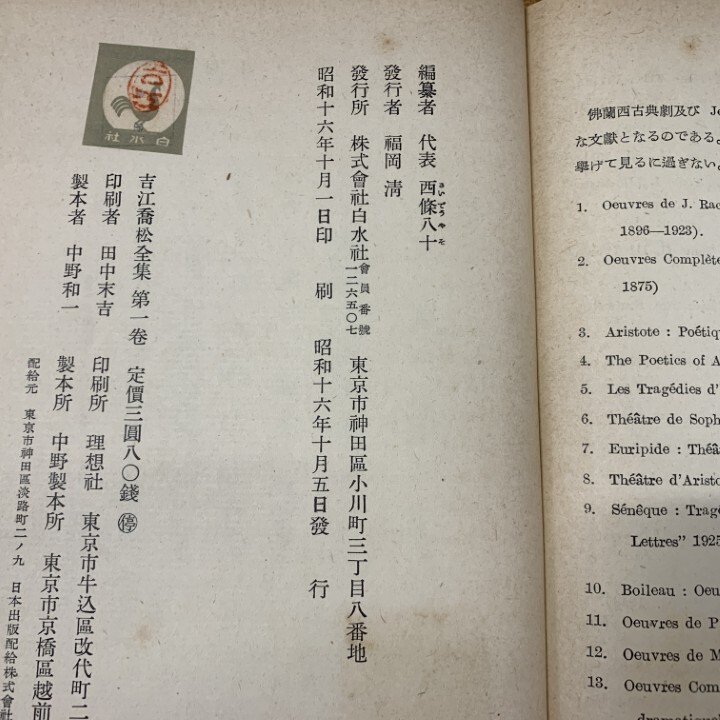 佛蘭西古典劇及び Je
な文獻となるのである。
擧げて見るに過ぎない。
1. Oeuvres de J. Rac
1896—1923).
2. Oeuvres Complète
1875)
3. Aristote : Poétiq
4. The Poetics of A
5. Les Tragédies d'
6. Théâtre de Soph
7. Euripide : Théâ
8. Théâtre d'Aristo
9. Sénêque : Trage
Lettres" 1925
10. Boileau : Oeu
11. Oeuvres de P
12. Oeuvres de M
13. Oeuvres Com
dramatique
編纂者 代表 西條八十
さいでうやそ
發行者 福岡淸
發行所 株式會社白水社 會員番號一二六五〇七 東京市神田區小川町三丁目八番地
昭和十六年十月一日印刷 昭和十六年十月五日發行
白水社
吉江喬松全集 第一卷 定價三圓八〇錢 停
印刷者 田中末吉 印刷所 理想社 東京市牛込區改代町二
製本者 中野和一 製本所 中野製本所 東京市京橋區越前
配給元 東京市神田區淡路町二ノ九 日本出版配給株式會社